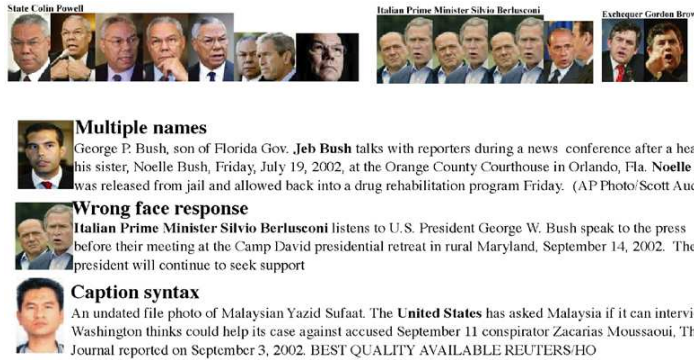 State Colin Powell
Italian Prime Minister Silvio Berlusconi
Exchequer Gordon Brow
Multiple names
George P. Bush, son of Florida Gov. Jeb Bush talks with reporters during a news conference after a hea
his sister, Noelle Bush, Friday, July 19, 2002, at the Orange County Courthouse in Orlando, Fla. Noelle
was released from jail and allowed back into a drug rehabilitation program Friday. (AP Photo/Scott Aud
Wrong face response
Italian Prime Minister Silvio Berlusconi listens to U.S. President George W. Bush speak to the press
before their meeting at the Camp David presidential retreat in rural Maryland, September 14, 2002. The
president will continue to seek support
Caption syntax
An undated file photo of Malaysian Yazid Sufaat. The United States has asked Malaysia if it can intervi
Washington thinks could help its case against accused September 11 conspirator Zacarias Moussaoui, Th
Journal reported on September 3, 2002. BEST QUALITY AVAILABLE REUTERS/HO